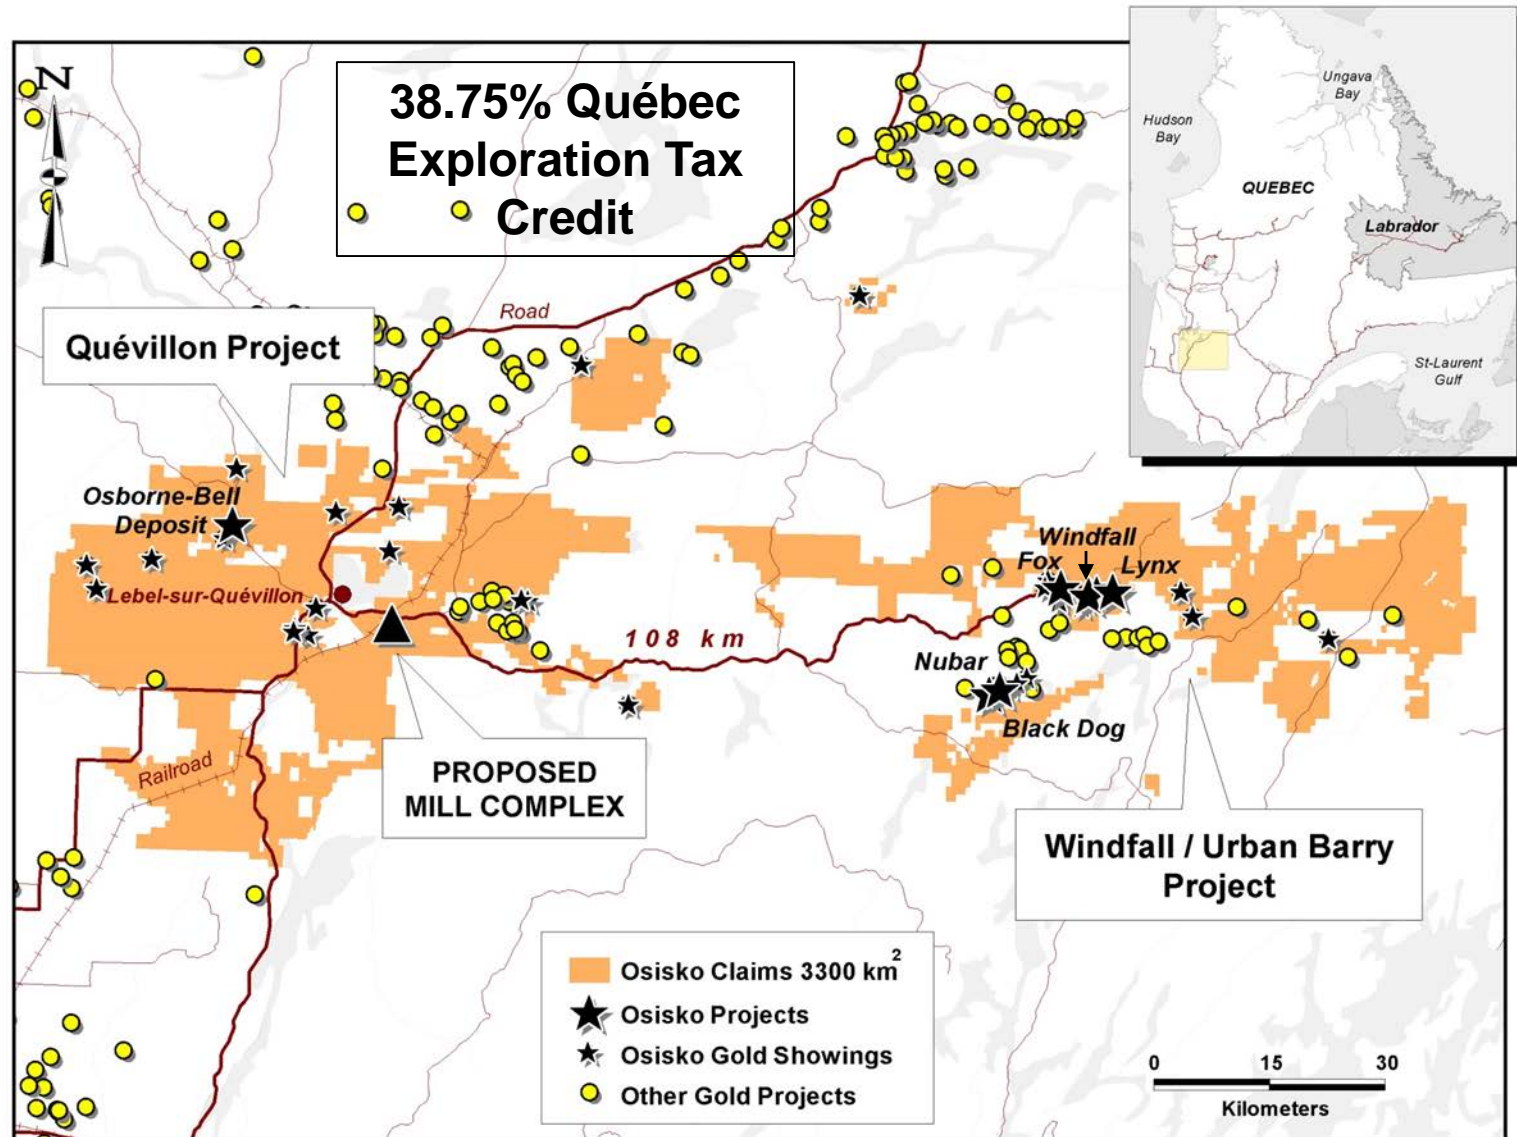 N
38.75% Québec
Exploration Tax
Credit
Hudson
Bay
Ungava
Bay
QUEBEC
Labrador
St-Laurent
Gulf
Road
Quévillon Project
Osborne-Bell
Deposit
Lebel-sur-Quévillon
108 km
Windfall
Fox
Lynx
Nubar
Black Dog
Railroad
PROPOSED
MILL COMPLEX
Windfall / Urban Barry
Project
Osisko Claims 3300 km²
Osisko Projects
Osisko Gold Showings
Other Gold Projects
0 15 30
Kilometers